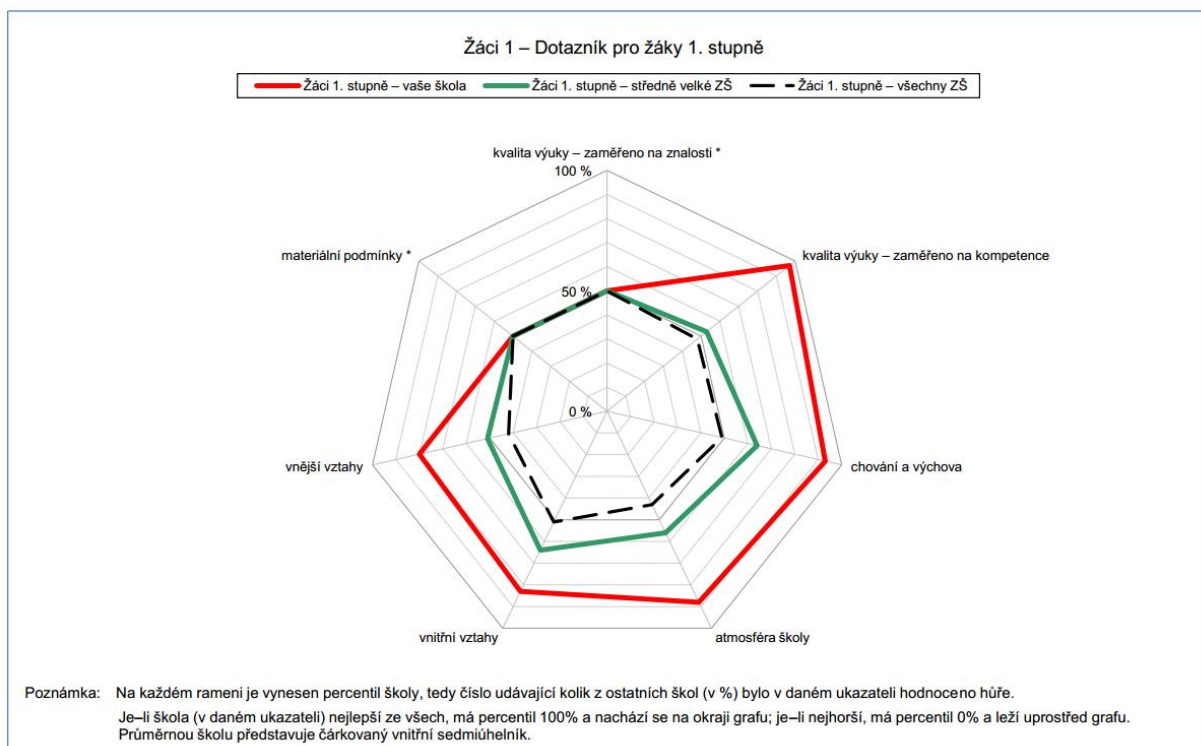 Žáci 1 – Dotazník pro žáky 1. stupně
Žáci 1. stupně – vaše škola Žáci 1. stupně – středně velké ZŠ Žáci 1. stupně – všechny ZŠ
kvalita výuky – zaměřeno na znalosti *
100 %
materiální podmínky *
kvalita výuky – zaměřeno na kompetence
50 %
0 %
vnější vztahy
chování a výchova
vnitřní vztahy
atmosféra školy
Poznámka: Na každém rameni je vynesen percentil školy, tedy číslo udávající kolik z ostatních škol (v %) bylo v daném ukazateli hodnoceno hůře.
Je–li škola (v daném ukazateli) nejlepší ze všech, má percentil 100% a nachází se na okraji grafu; je–li nejhorší, má percentil 0% a leží uprostřed grafu.
Průměrnou školu představuje čárkovaný vnitřní sedmiúhelník.